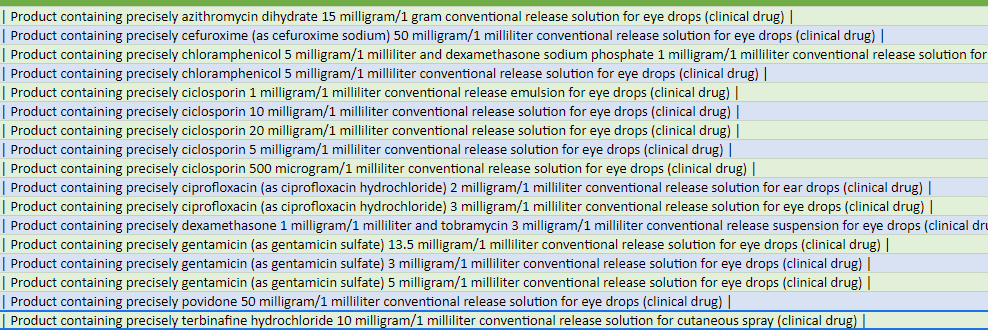 | Product containing precisely azithromycin dihydrate 15 milligram/1 gram conventional release solution for eye drops (clinical drug) |
| Product containing precisely cefuroxime (as cefuroxime sodium) 50 milligram/1 milliliter conventional release solution for eye drops (clinical drug) |
| Product containing precisely chloramphenicol 5 milligram/1 milliliter and dexamethasone sodium phosphate 1 milligram/1 milliliter conventional release solution for
| Product containing precisely chloramphenicol 5 milligram/1 milliliter conventional release solution for eye drops (clinical drug) |
| Product containing precisely ciclosporin 1 milligram/1 milliliter conventional release emulsion for eye drops (clinical drug) |
| Product containing precisely ciclosporin 10 milligram/1 milliliter conventional release solution for eye drops (clinical drug) |
| Product containing precisely ciclosporin 20 milligram/1 milliliter conventional release solution for eye drops (clinical drug) |
| Product containing precisely ciclosporin 5 milligram/1 milliliter conventional release solution for eye drops (clinical drug) |
| Product containing precisely ciclosporin 500 microgram/1 milliliter conventional release solution for eye drops (clinical drug) |
| Product containing precisely ciprofloxacin (as ciprofloxacin hydrochloride) 2 milligram/1 milliliter conventional release solution for ear drops (clinical drug) |
| Product containing precisely ciprofloxacin (as ciprofloxacin hydrochloride) 3 milligram/1 milliliter conventional release solution for eye drops (clinical drug) |
| Product containing precisely dexamethasone 1 milligram/1 milliliter and tobramycin 3 milligram/1 milliliter conventional release suspension for eye drops (clinical dru
| Product containing precisely gentamicin (as gentamicin sulfate) 13.5 milligram/1 milliliter conventional release solution for eye drops (clinical drug) |
| Product containing precisely gentamicin (as gentamicin sulfate) 3 milligram/1 milliliter conventional release solution for eye drops (clinical drug) |
| Product containing precisely gentamicin (as gentamicin sulfate) 5 milligram/1 milliliter conventional release solution for eye drops (clinical drug) |
| Product containing precisely povidone 50 milligram/1 milliliter conventional release solution for eye drops (clinical drug) |
| Product containing precisely terbinafine hydrochloride 10 milligram/1 milliliter conventional release solution for cutaneous spray (clinical drug) |